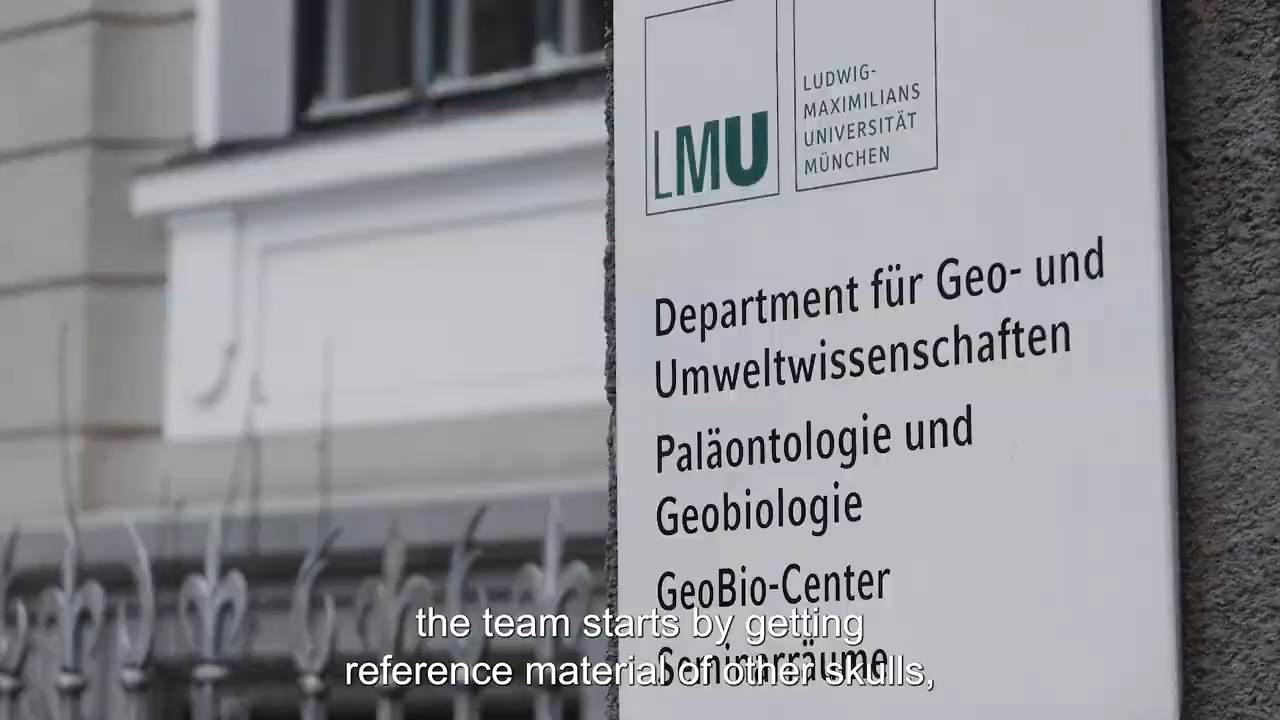 LMU
LUDWIG-
MAXIMILIANS
UNIVERSITÄT
MÜNCHEN
Department für Geo- und
Umweltwissenschaften
Paläontologie und
Geobiologie
GeoBio-Center
Seminarräume
the team starts by getting
reference material of other skulls,